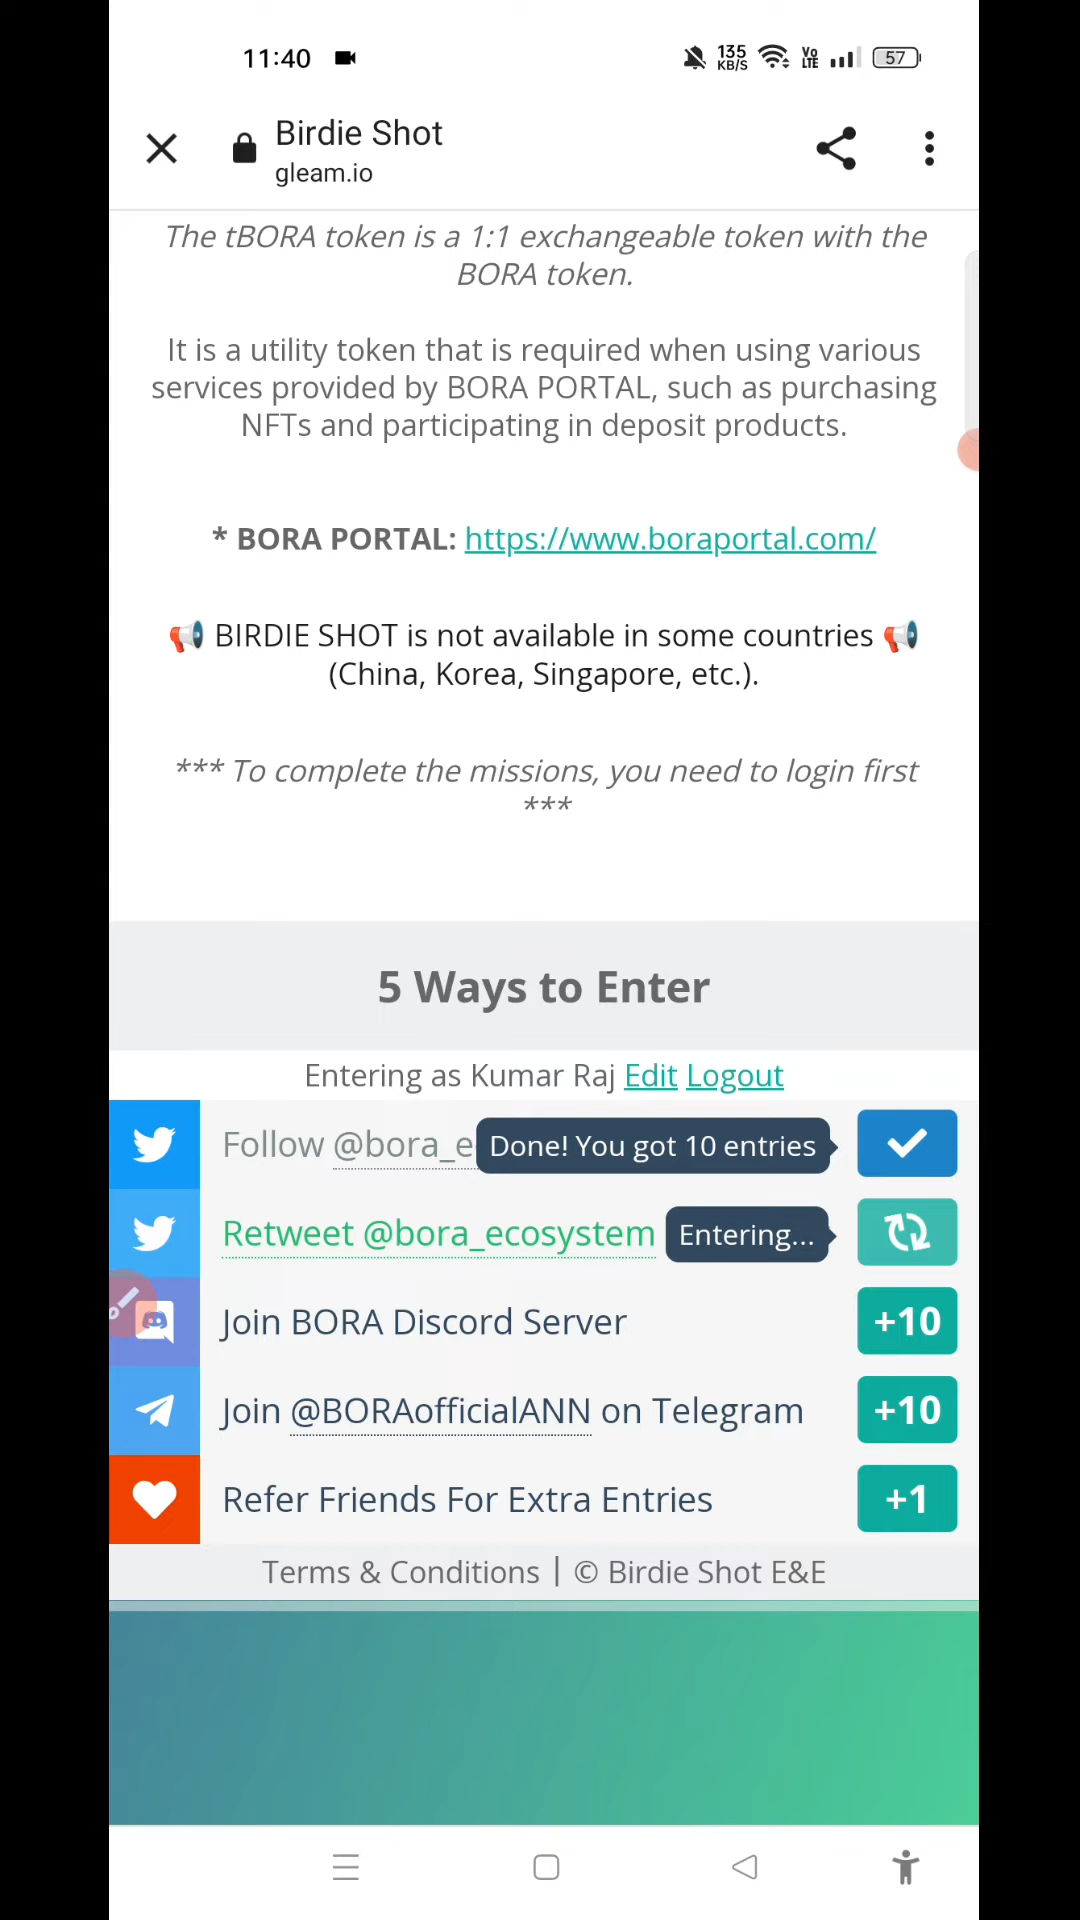 11:40 135 KB/S Vo LTE 57
Birdie Shot
gleam.io
The tBORA token is a 1:1 exchangeable token with the
BORA token.
It is a utility token that is required when using various
services provided by BORA PORTAL, such as purchasing
NFTs and participating in deposit products.
* BORA PORTAL: https://www.boraportal.com/
📢 BIRDIE SHOT is not available in some countries 📢
(China, Korea, Singapore, etc.).
*** To complete the missions, you need to login first
***
5 Ways to Enter
Entering as Kumar Raj Edit Logout
Follow @bora_e Done! You got 10 entries
Retweet @bora_ecosystem Entering...
Join BORA Discord Server +10
Join @BORAofficialANN on Telegram +10
Refer Friends For Extra Entries +1
Terms & Conditions | © Birdie Shot E&E